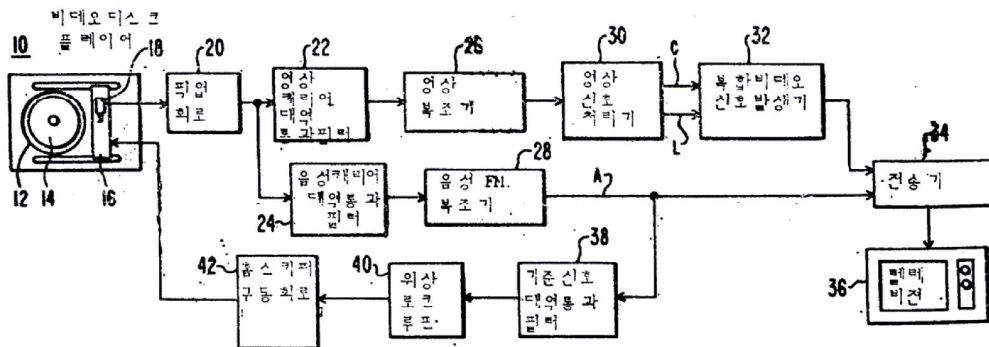 비데오디스크
플레이어
10
18
20
22
26
30
32
픽업
회로
영상
캐리어
대역
통과필터
영상
복조기
영상
신호
처리기
C
L
복합비데오
신호발생기
12
14
16
24
음성캐리어
대역통과
필터
28
음성 FM.
복조기
A
34
전송기
42
홈스키퍼
구동회로
40
위상
로크
루프
38
기준신호
대역통과
필터
36
텔레
비전